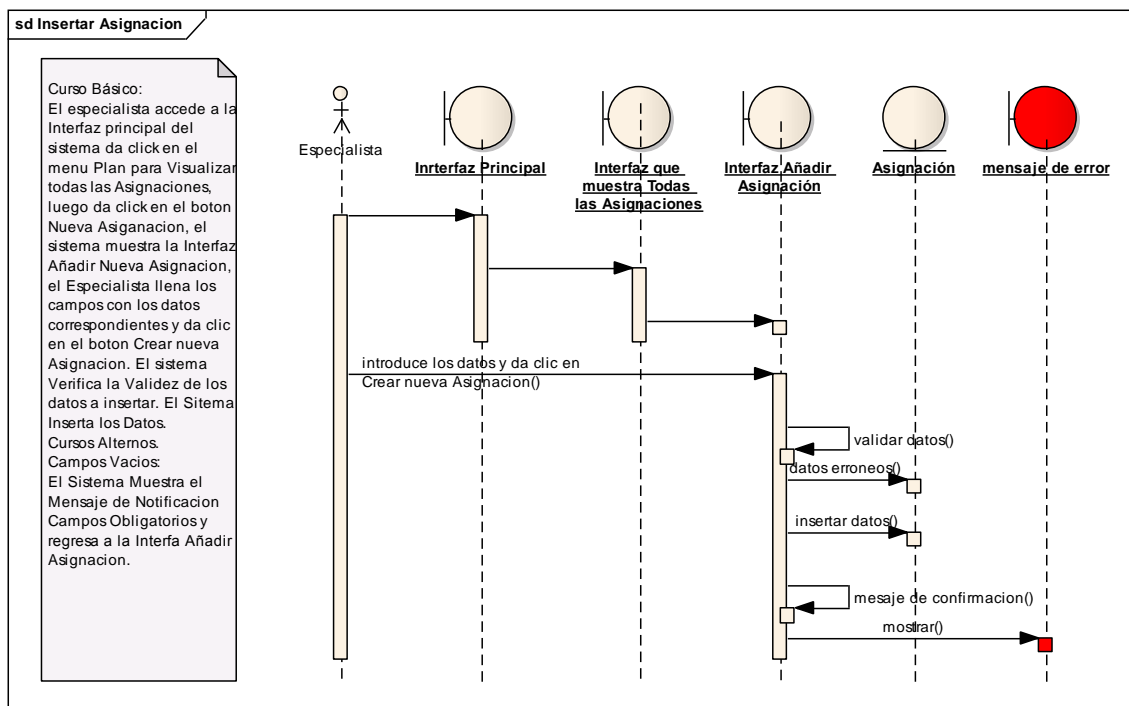 sd Insertar Asignacion
Curso Básico:
El especialista accede a la
Interfaz principal del
sistema da click en el
menu Plan para Visualizar
todas las Asignaciones,
luego da click en el boton
Nueva Asiganacion, el
sistema muestra la Interfaz
Añadir Nueva Asignacion,
el Especialista llena los
campos con los datos
correspondientes y da clic
en el boton Crear nueva
Asignacion. El sistema
Verifica la Validez de los
datos a insertar. El Sitema
Inserta los Datos.
Cursos Alternos.
Campos Vacios:
El Sistema Muestra el
Mensaje de Notificacion
Campos Obligatorios y
regresa a la Interfa Añadir
Asignacion.
Especialista
Inrterfaz Principal
Interfaz que
muestra Todas
las Asignaciones
Interfaz Añadir
Asignación
Asignación
mensaje de error
introduce los datos y da clic en
Crear nueva Asignacion()
validar datos()
datos erroneos()
insertar datos()
mesaje de confirmacion()
mostrar()